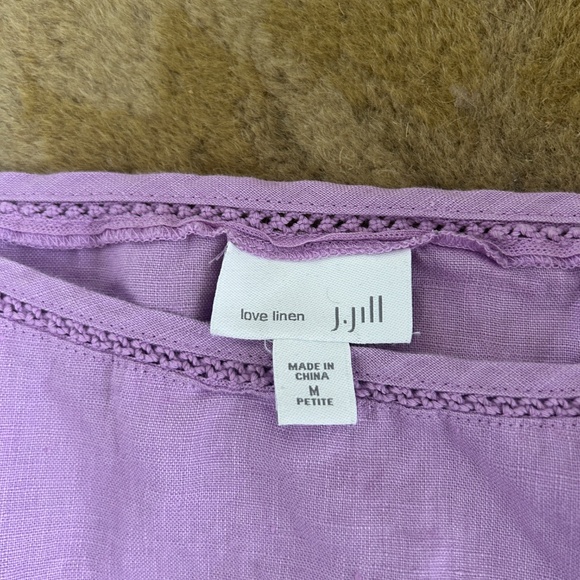 love linen j.jill
MADE IN
CHINA
M
PETITE